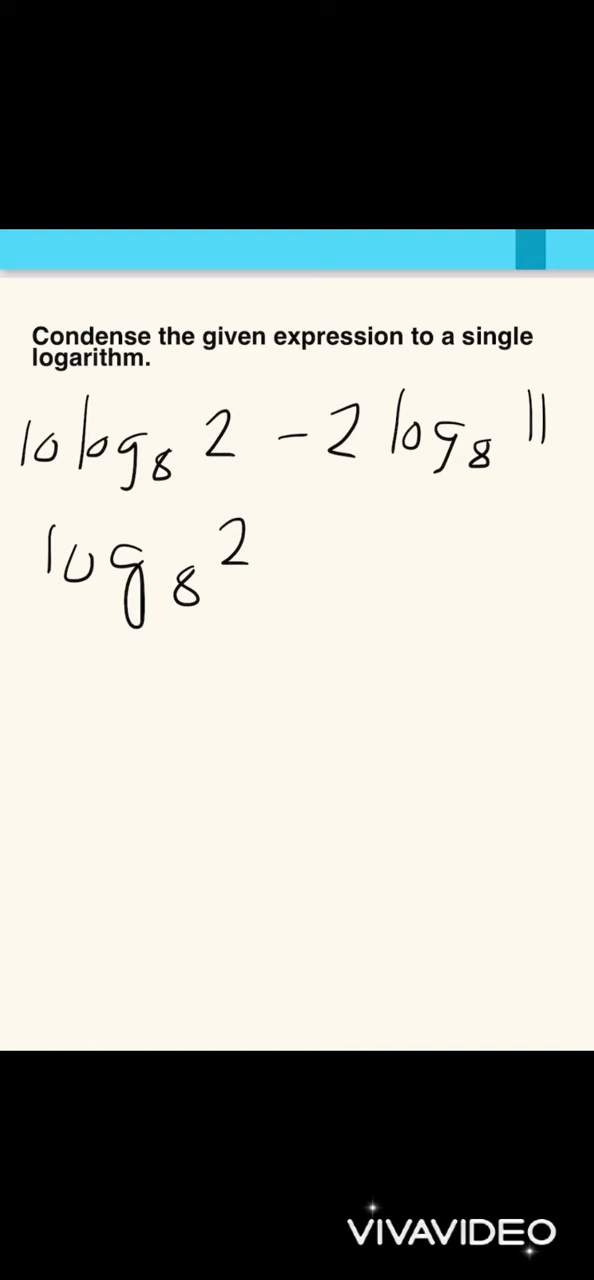 Condense the given expression to a single
logarithm.
10 log₈ 2 - 2 log₈ 11
log₈ 2
VIVAVIDEO